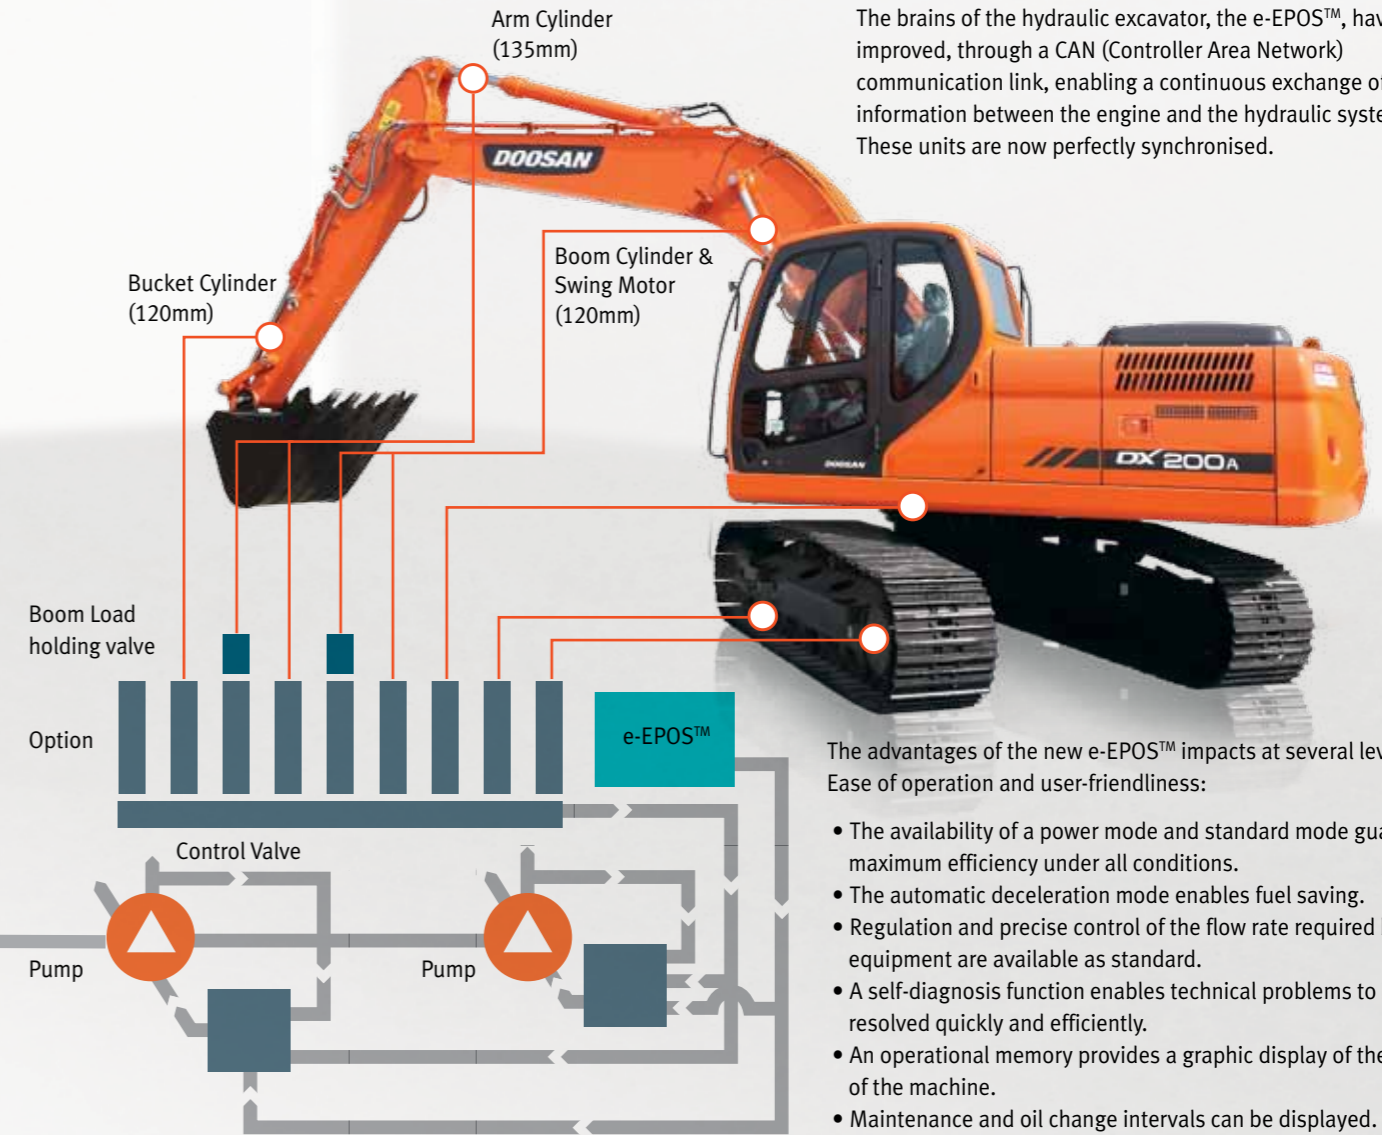 Arm Cylinder
(135mm)
The brains of the hydraulic excavator, the e-EPOS™, hav
improved, through a CAN (Controller Area Network)
communication link, enabling a continuous exchange of
information between the engine and the hydraulic syste
These units are now perfectly synchronised.
DOOSAN
Boom Cylinder &
Swing Motor
(120mm)
Bucket Cylinder
(120mm)
DOOSAN
DX 200A
Boom Load
holding valve
Option
e-EPOS™
Control Valve
Pump
Pump
The advantages of the new e-EPOS™ impacts at several lev
Ease of operation and user-friendliness:
• The availability of a power mode and standard mode gua
maximum efficiency under all conditions.
• The automatic deceleration mode enables fuel saving.
• Regulation and precise control of the flow rate required
equipment are available as standard.
• A self-diagnosis function enables technical problems to
resolved quickly and efficiently.
• An operational memory provides a graphic display of the
of the machine.
• Maintenance and oil change intervals can be displayed.